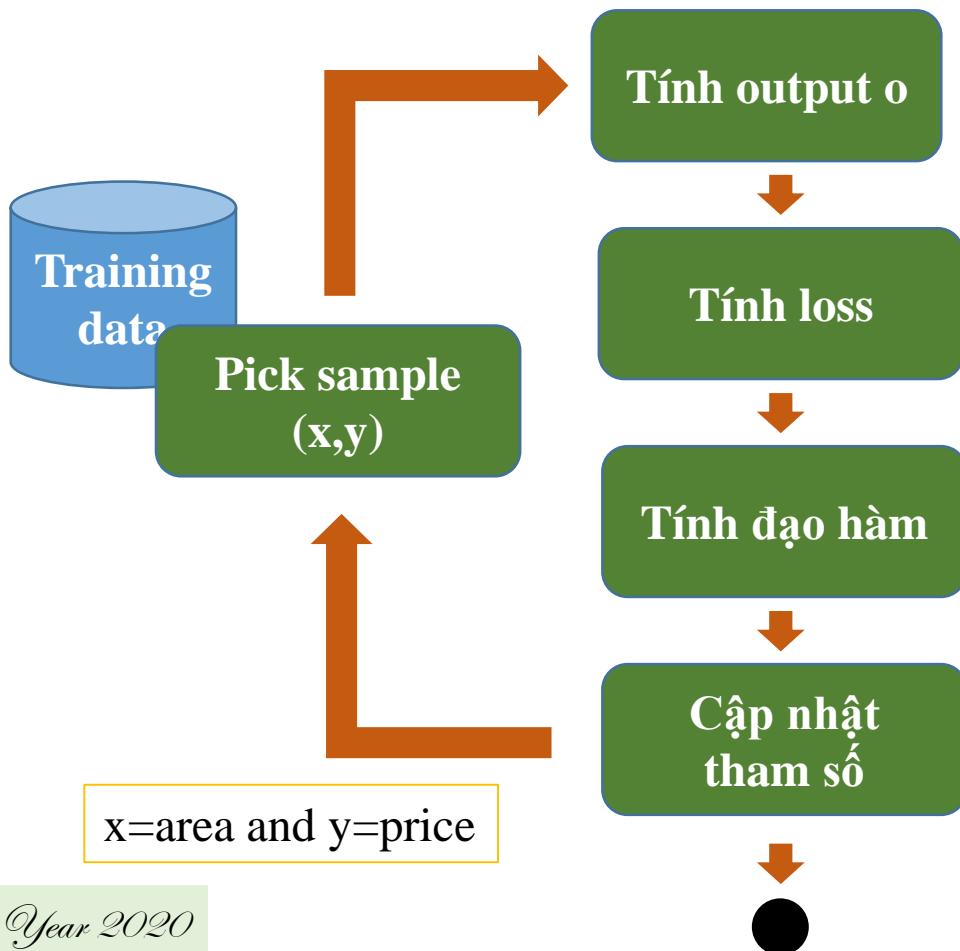 Tính output o
Training
data
Tính loss
Pick sample
(x,y)
Tính đạo hàm
Cập nhật
tham số
x=area and y=price
Year 2020